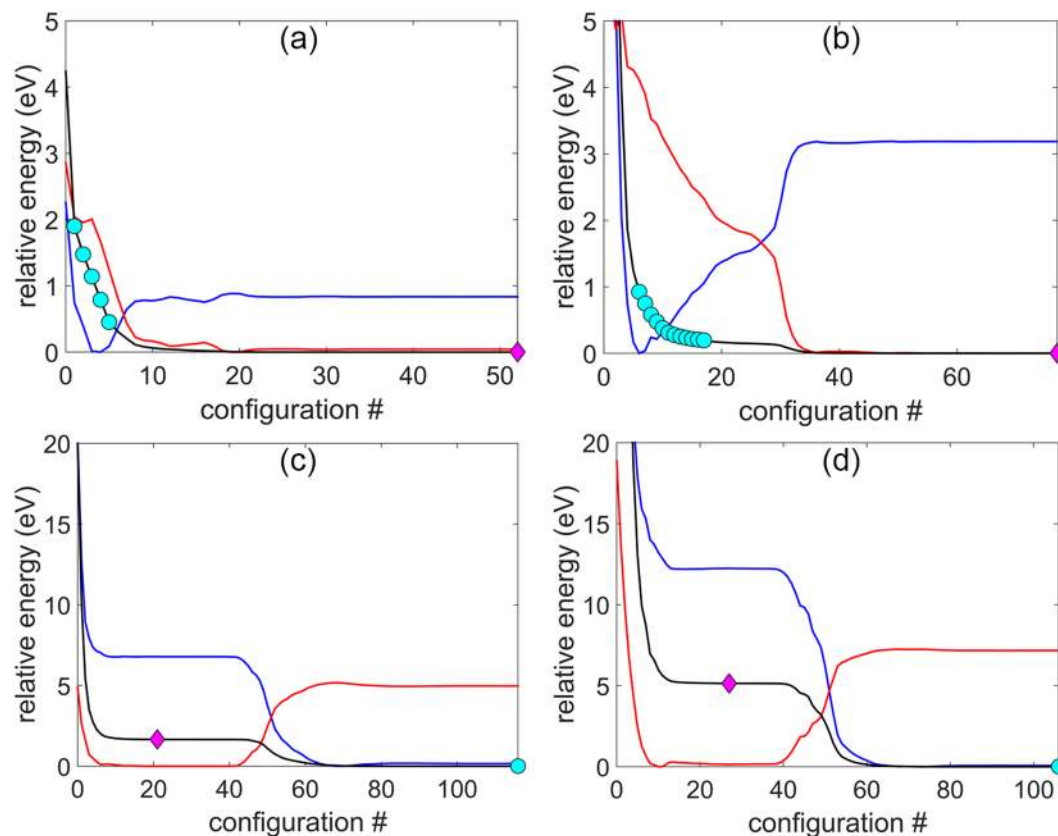 (a)
5
4
3
2
1
0
relative energy (eV)
0 10 20 30 40 50
configuration #
(b)
5
4
3
2
1
0
relative energy (eV)
0 20 40 60
configuration #
(c)
20
15
10
5
0
relative energy (eV)
0 20 40 60 80 100
configuration #
(d)
20
15
10
5
0
relative energy (eV)
0 20 40 60 80 100
configuration #